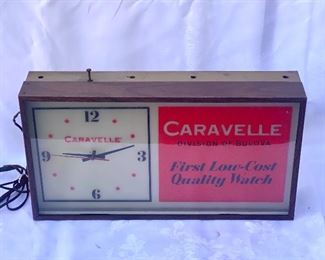 12
CARAVELLE
9
3
6
CARAVELLE
DIVISION OF BULOVA
First Low-Cost
Quality Watch